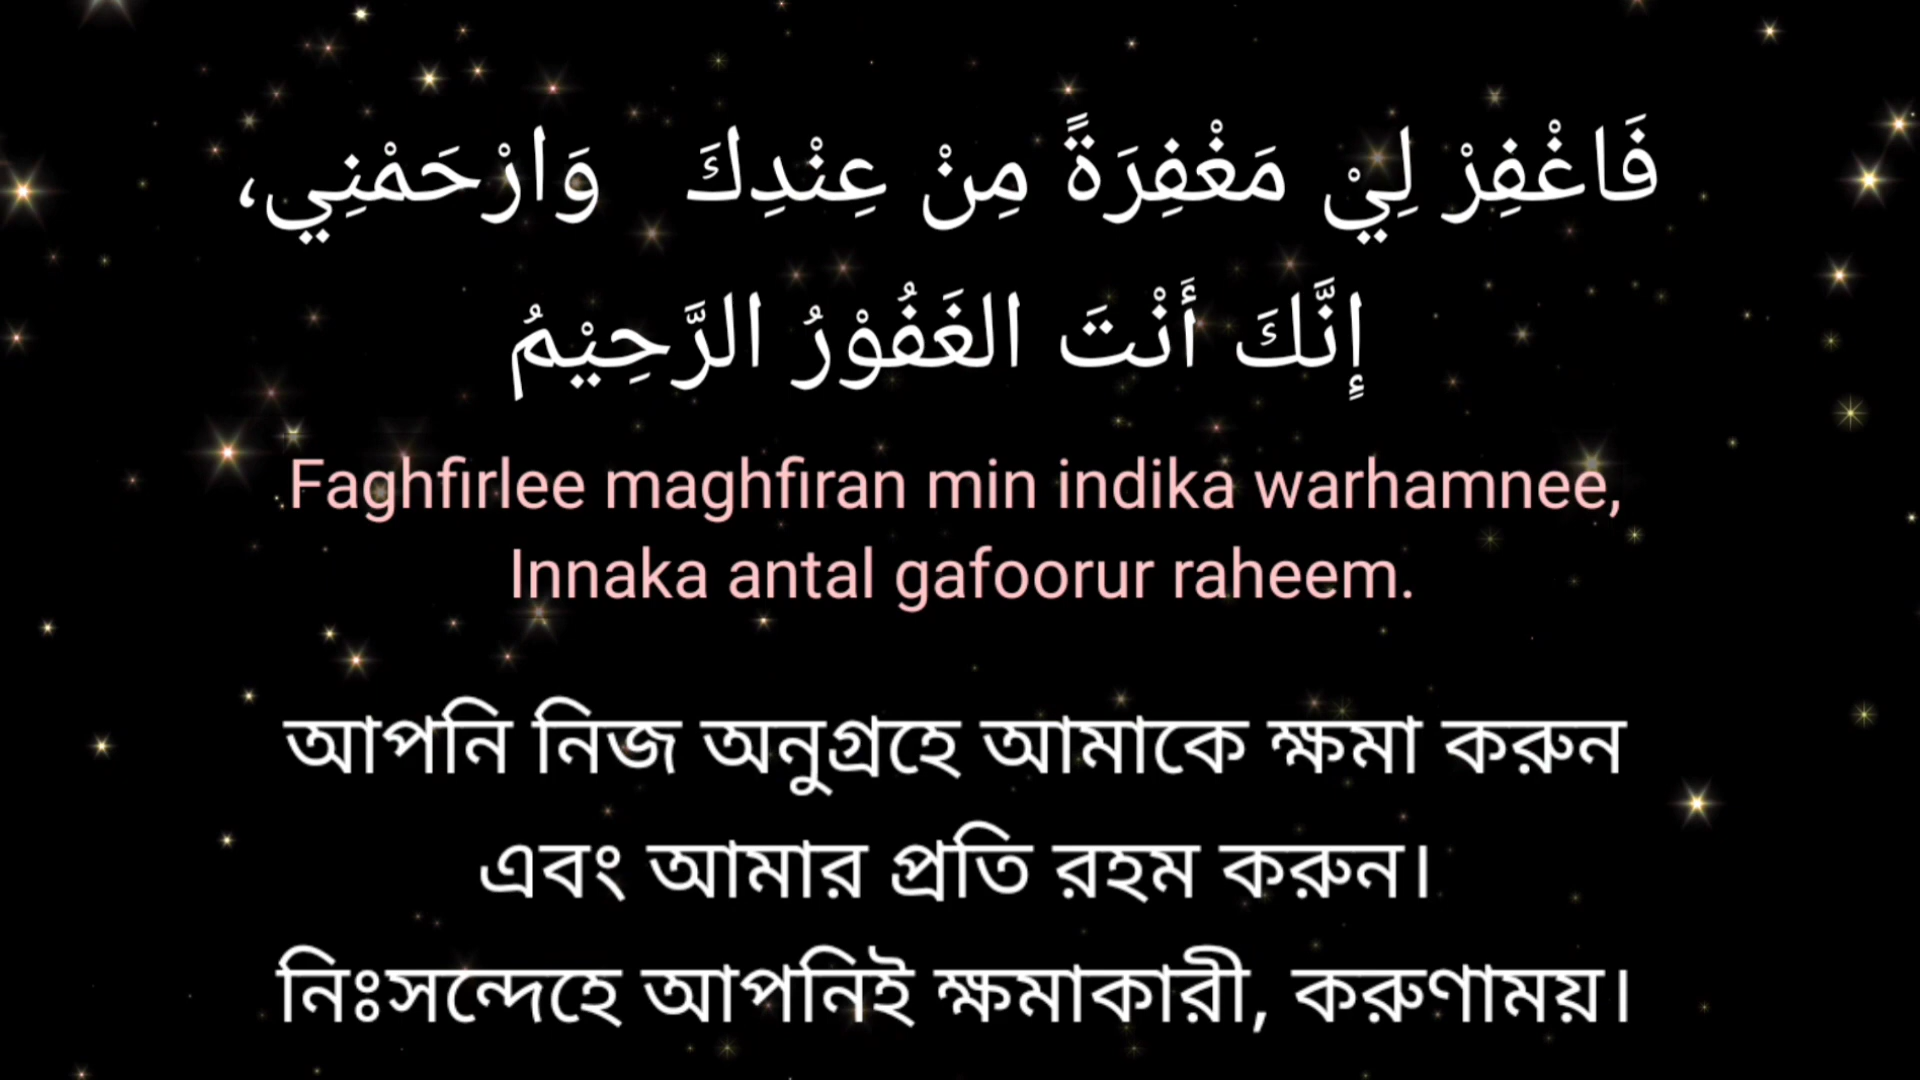 فَاغْفِرْ لِيْ مَغْفِرَةً مِنْ عِنْدِكَ وَارْحَمْنِي،
إِنَّكَ أَنْتَ الغَفُوْرُ الرَّحِيْمُ
Faghfirlee maghfiran min indika warhamnee,
Innaka antal gafoorur raheem.
আপনি নিজ অনুগ্রহে আমাকে ক্ষমা করুন
এবং আমার প্রতি রহম করুন।
নিঃসন্দেহে আপনিই ক্ষমাকারী, করুণাময়।